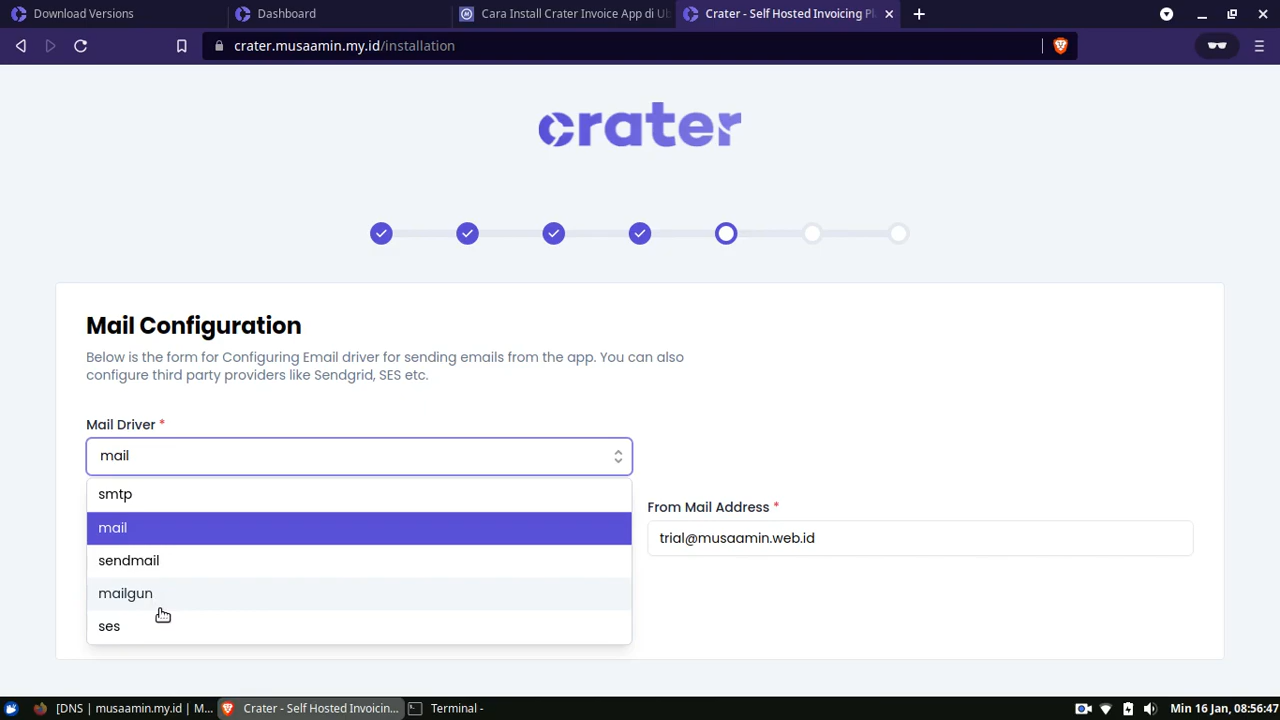 Download Versions
Dashboard
Cara Install Crater Invoice App di Ub
Crater - Self Hosted Invoicing Pl
crater.musaamin.my.id/installation
crater
Mail Configuration
Below is the form for Configuring Email driver for sending emails from the app. You can also
configure third party providers like Sendgrid, SES etc.
Mail Driver *
mail
smtp
mail
sendmail
mailgun
ses
From Mail Address *
trial@musaamin.web.id
[DNS | musaamin.my.id | M...
Crater - Self Hosted Invoicin...
Terminal -
Min 16 Jan, 08:56:47